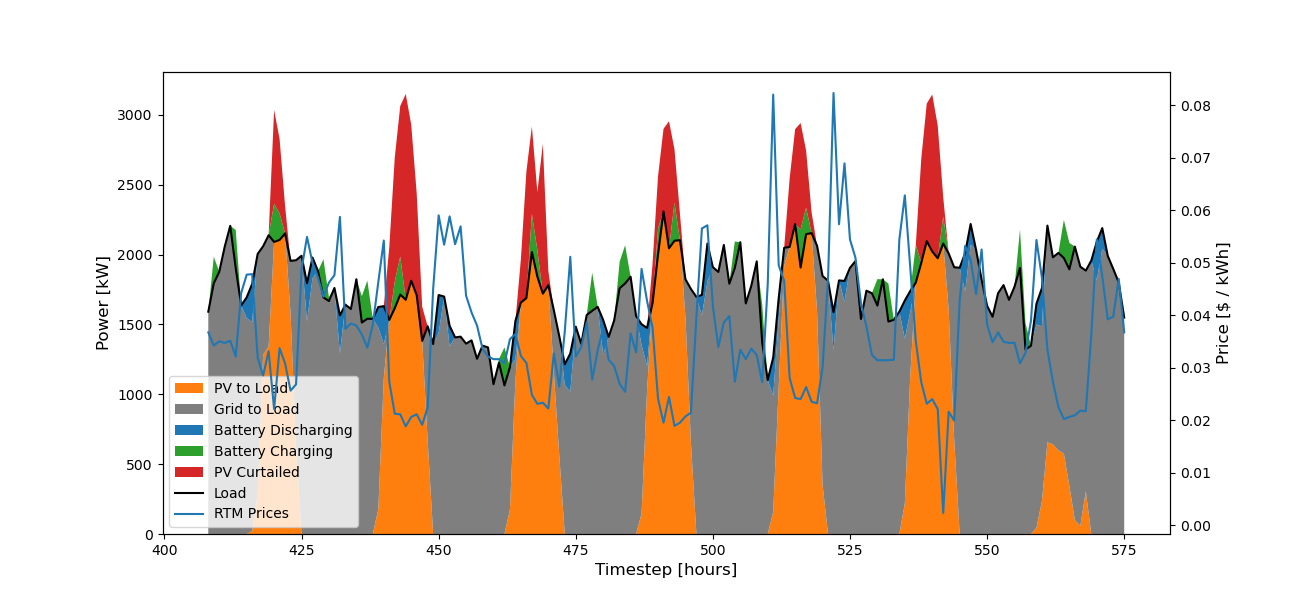 3000
2500
2000
1500
1000
500
0
Power [kW]
0.08
0.07
0.06
0.05
0.04
0.03
0.02
0.01
0.00
Price [$ / kWh]
PV to Load
Grid to Load
Battery Discharging
Battery Charging
PV Curtailed
Load
RTM Prices
400 425 450 475 500 525 550 575
Timestep [hours]